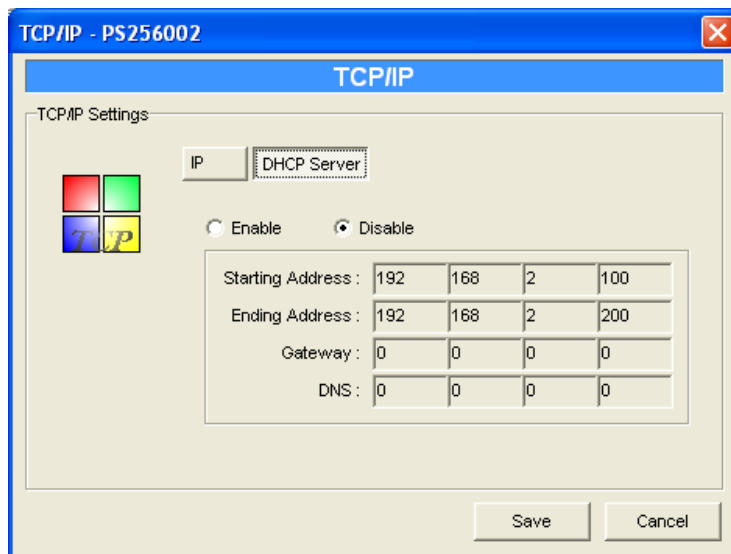 TCP/IP - PS256002
TCP/IP
TCP/IP Settings
IP DHCP Server
TCP
Enable Disable
Starting Address : 192 168 2 100
Ending Address : 192 168 2 200
Gateway : 0 0 0 0
DNS : 0 0 0 0
Save Cancel